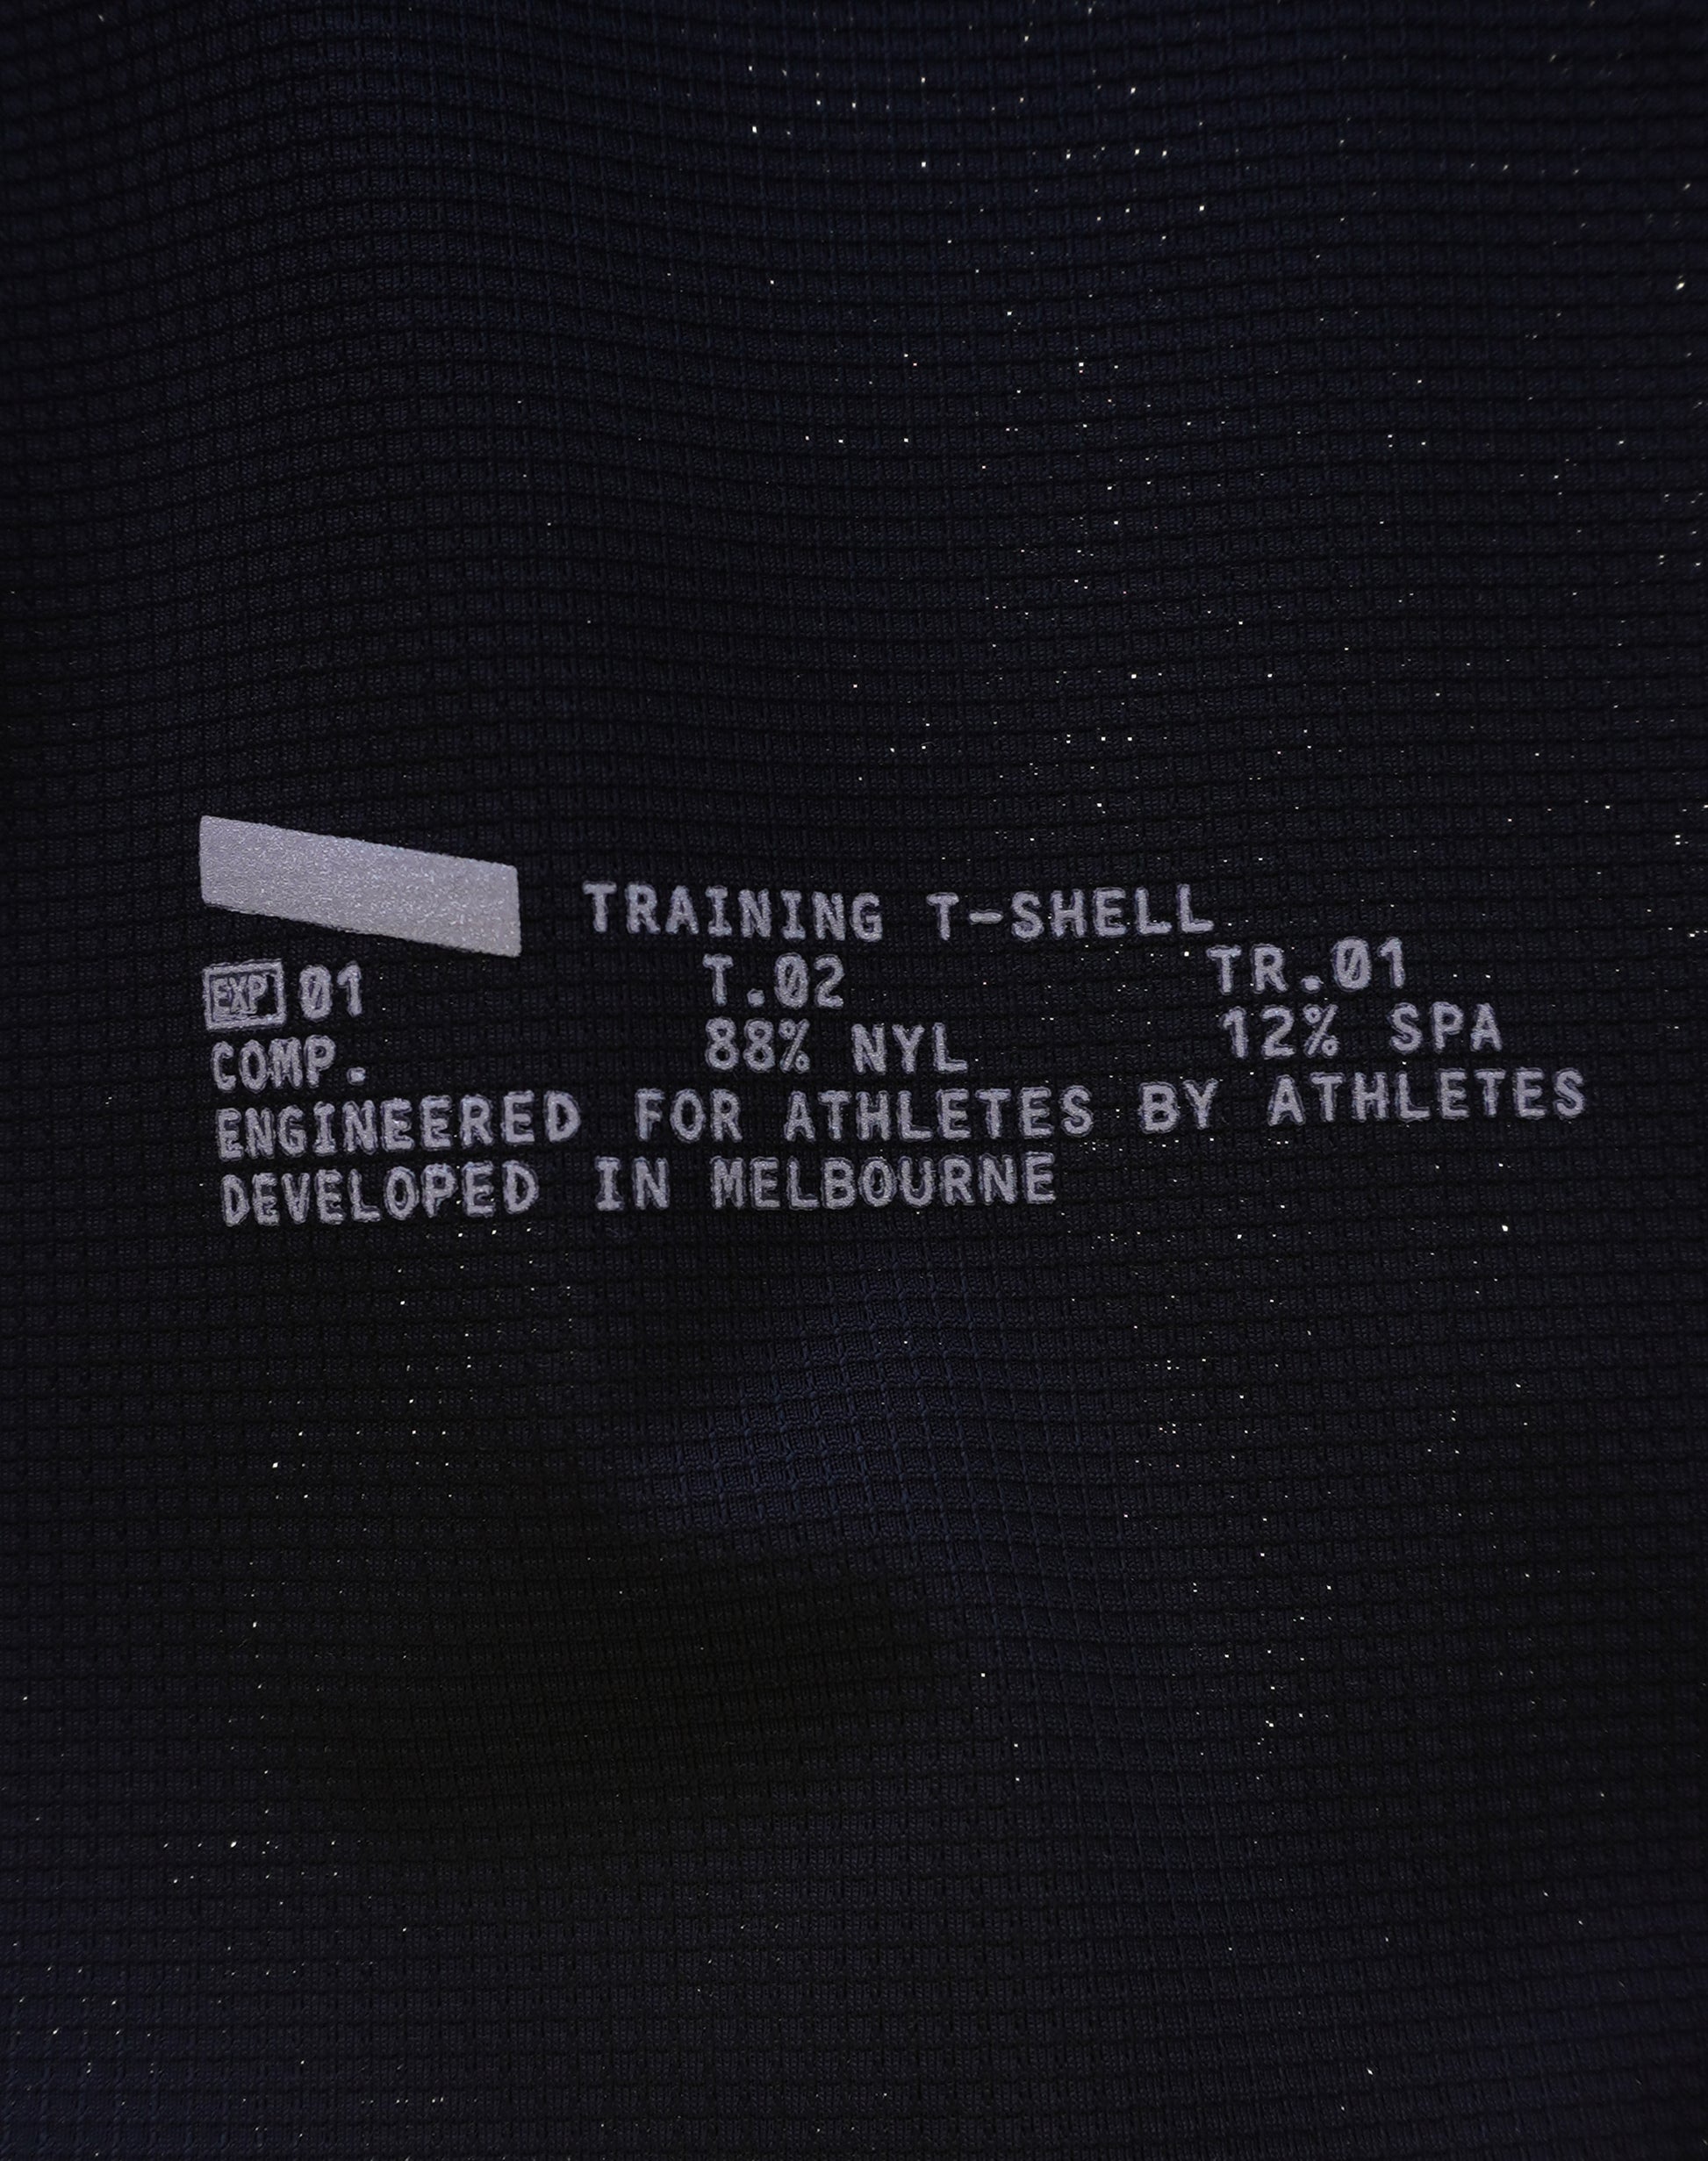 TRAINING T-SHELL
EXP 01 T.02 TR.01
COMP. 88% NYL 12% SPA
ENGINEERED FOR ATHLETES BY ATHLETES
DEVELOPED IN MELBOURNE